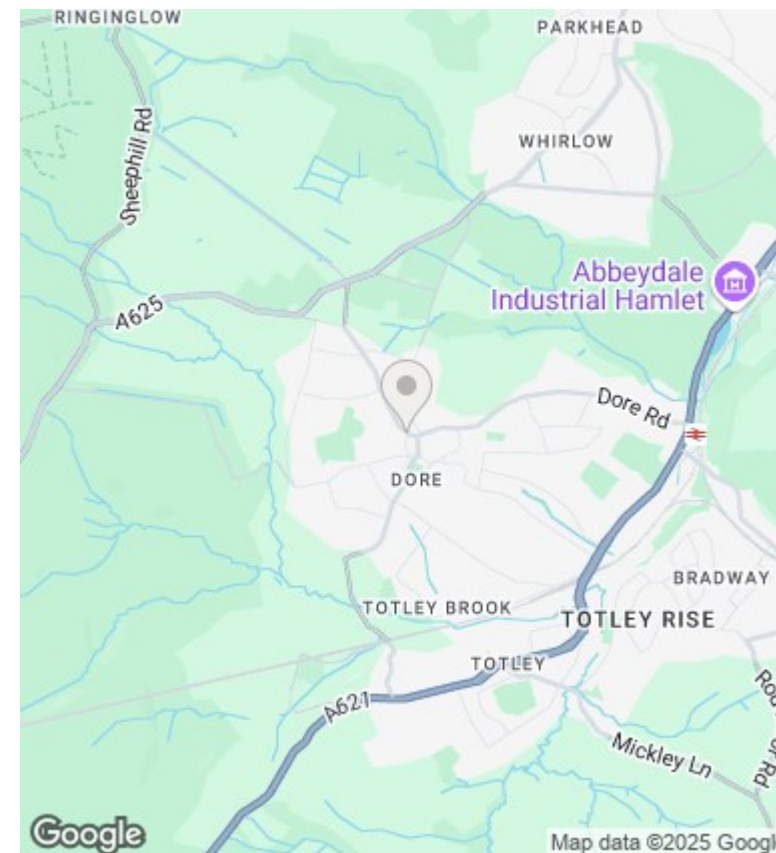 RINGINGLOW
PARKHEAD
Sheephill Rd
WHIRLOW
Abbeydale
Industrial Hamlet
A625
Dore Rd
DORE
BRADWAY
TOTLEY BROOK
TOTLEY RISE
TOTLEY
A621
Mickley Ln
Google
Map data ©2025 Googl